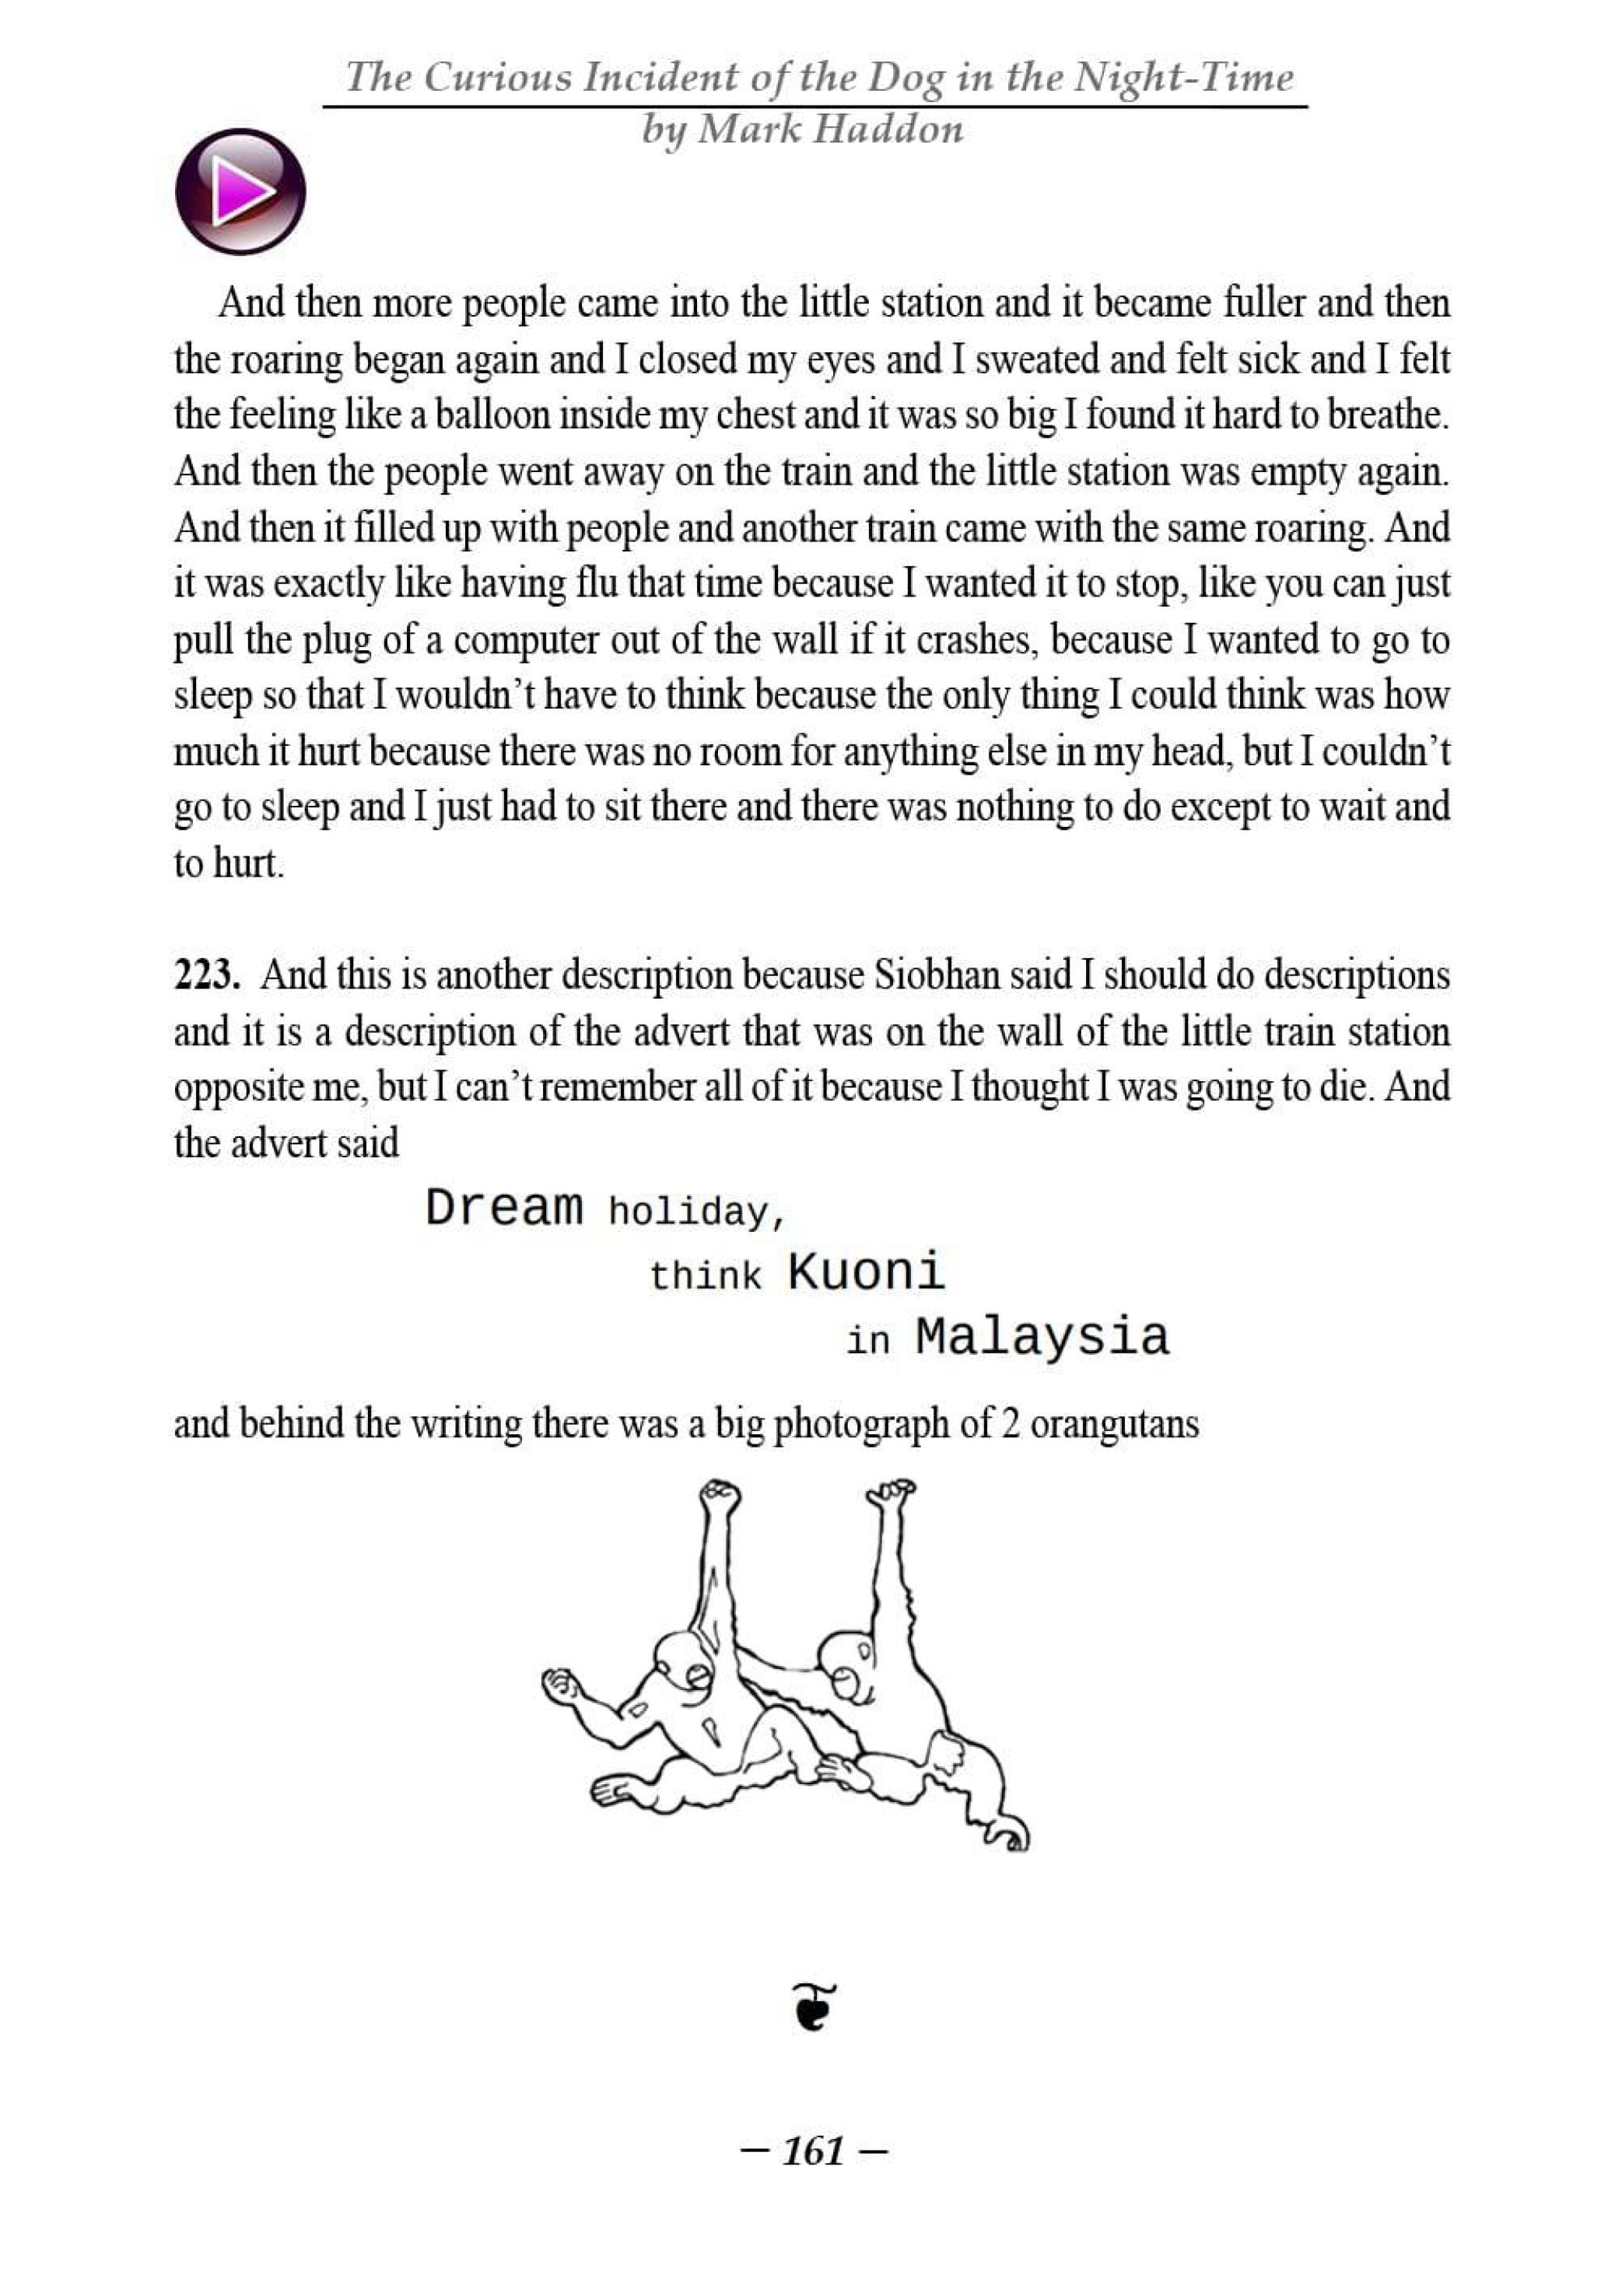 The Curious Incident of the Dog in the Night-Time
by Mark Haddon
And then more people came into the little station and it became fuller and then
the roaring began again and I closed my eyes and I sweated and felt sick and I felt
the feeling like a balloon inside my chest and it was so big I found it hard to breathe.
And then the people went away on the train and the little station was empty again.
And then it filled up with people and another train came with the same roaring. And
it was exactly like having flu that time because I wanted it to stop, like you can just
pull the plug of a computer out of the wall if it crashes, because I wanted to go to
sleep so that I wouldn’t have to think because the only thing I could think was how
much it hurt because there was no room for anything else in my head, but I couldn’t
go to sleep and I just had to sit there and there was nothing to do except to wait and
to hurt.
223. And this is another description because Siobhan said I should do descriptions
and it is a description of the advert that was on the wall of the little train station
opposite me, but I can’t remember all of it because I thought I was going to die. And
the advert said
Dream holiday,
think Kuoni
in Malaysia
and behind the writing there was a big photograph of 2 orangutans
– 161 –